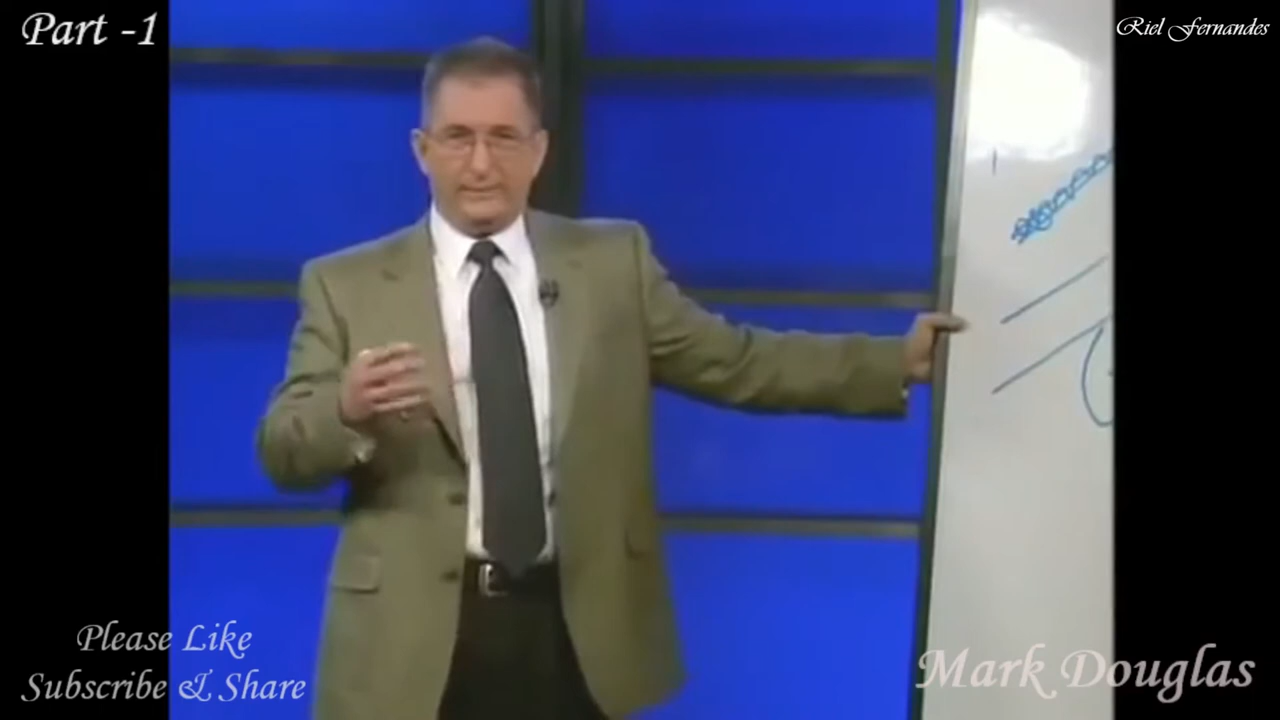 Part -1
Riel Fernandes
Please Like
Subscribe & Share
Mark Douglas